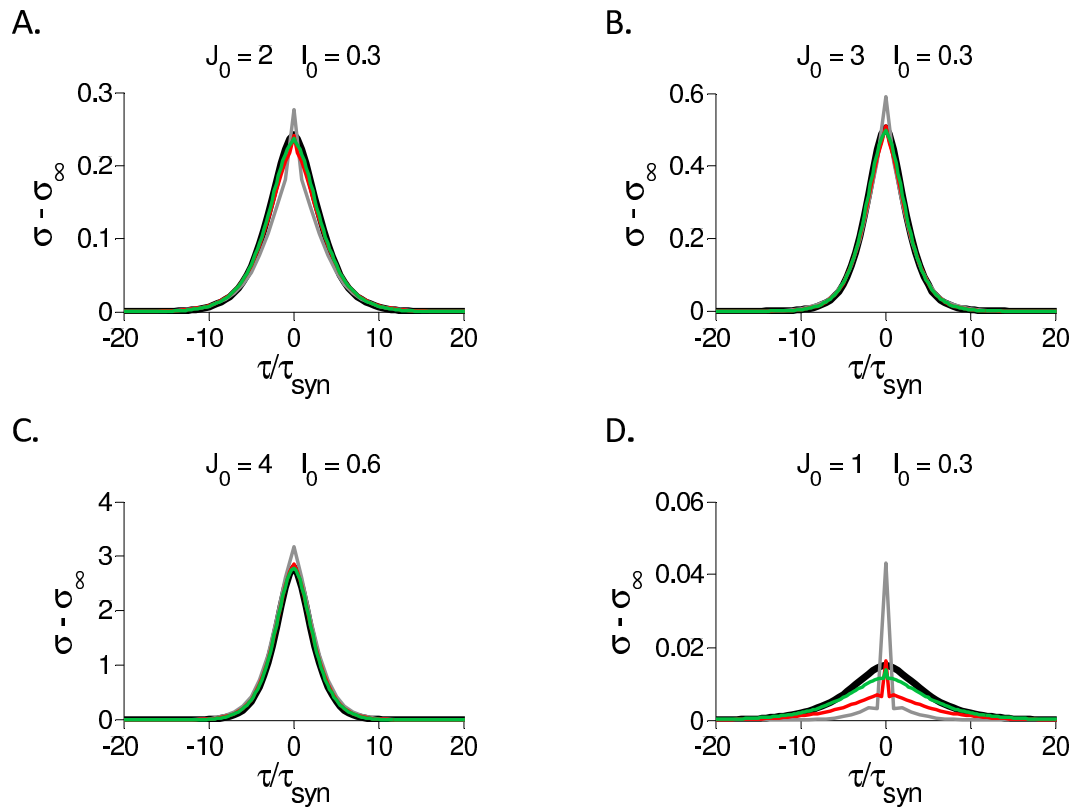 A.
J₀ = 2 I₀ = 0.3
0.3
0.2
0.1
0
σ - σ∞
-20 -10 0 10 20
τ/τsyn
B.
J₀ = 3 I₀ = 0.3
0.6
0.4
0.2
0
σ - σ∞
-20 -10 0 10 20
τ/τsyn
C.
J₀ = 4 I₀ = 0.6
4
3
2
1
0
σ - σ∞
-20 -10 0 10 20
τ/τsyn
D.
J₀ = 1 I₀ = 0.3
0.06
0.04
0.02
0
σ - σ∞
-20 -10 0 10 20
τ/τsyn